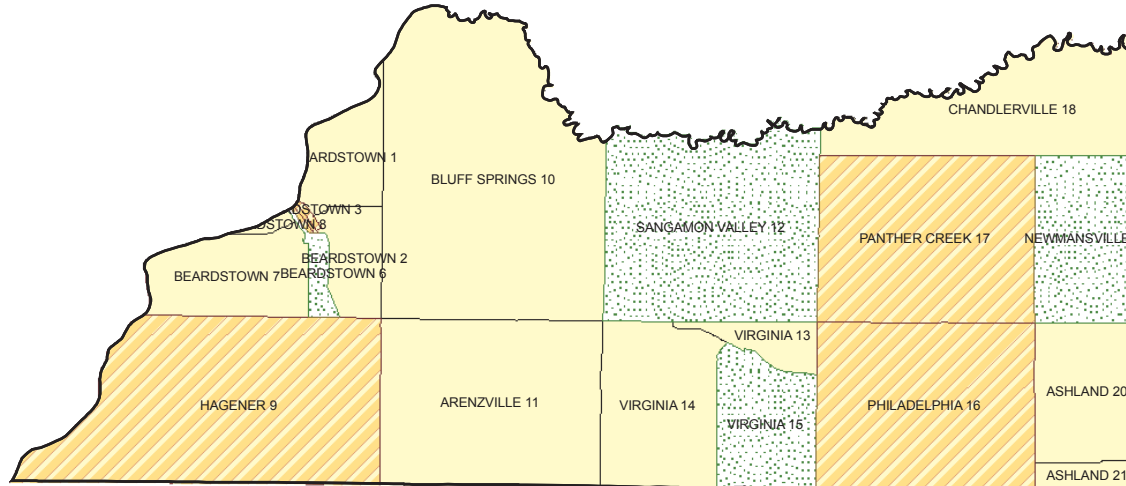 CHANDLERVILLE 18
ARDSTOWN 1
BLUFF SPRINGS 10
DSTOWN 3
DSTOWN 8
SANGAMON VALLEY 12
PANTHER CREEK 17
NEWMANSVILLE
BEARDSTOWN 2
BEARDSTOWN 7
BEARDSTOWN 6
VIRGINIA 13
HAGENER 9
ARENZVILLE 11
VIRGINIA 14
PHILADELPHIA 16
ASHLAND 20
VIRGINIA 15
ASHLAND 21